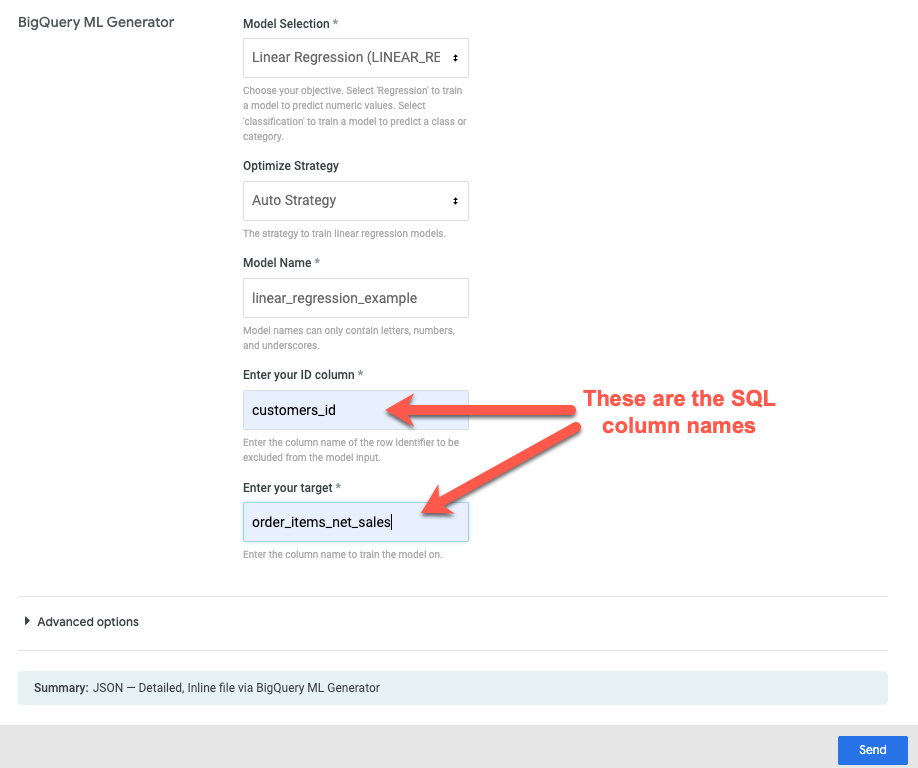 BigQuery ML Generator
Model Selection *
Linear Regression (LINEAR_RE
Choose your objective. Select 'Regression' to train
a model to predict numeric values. Select
'classification' to train a model to predict a class or
category.
Optimize Strategy
Auto Strategy
The strategy to train linear regression models.
Model Name *
linear_regression_example
Model names can only contain letters, numbers,
and underscores.
Enter your ID column *
customers_id
Enter the column name of the row identifier to be
excluded from the model input.
These are the SQL
column names
Enter your target *
order_items_net_sales
Enter the column name to train the model on.
Advanced options
Summary: JSON — Detailed, Inline file via BigQuery ML Generator
Send